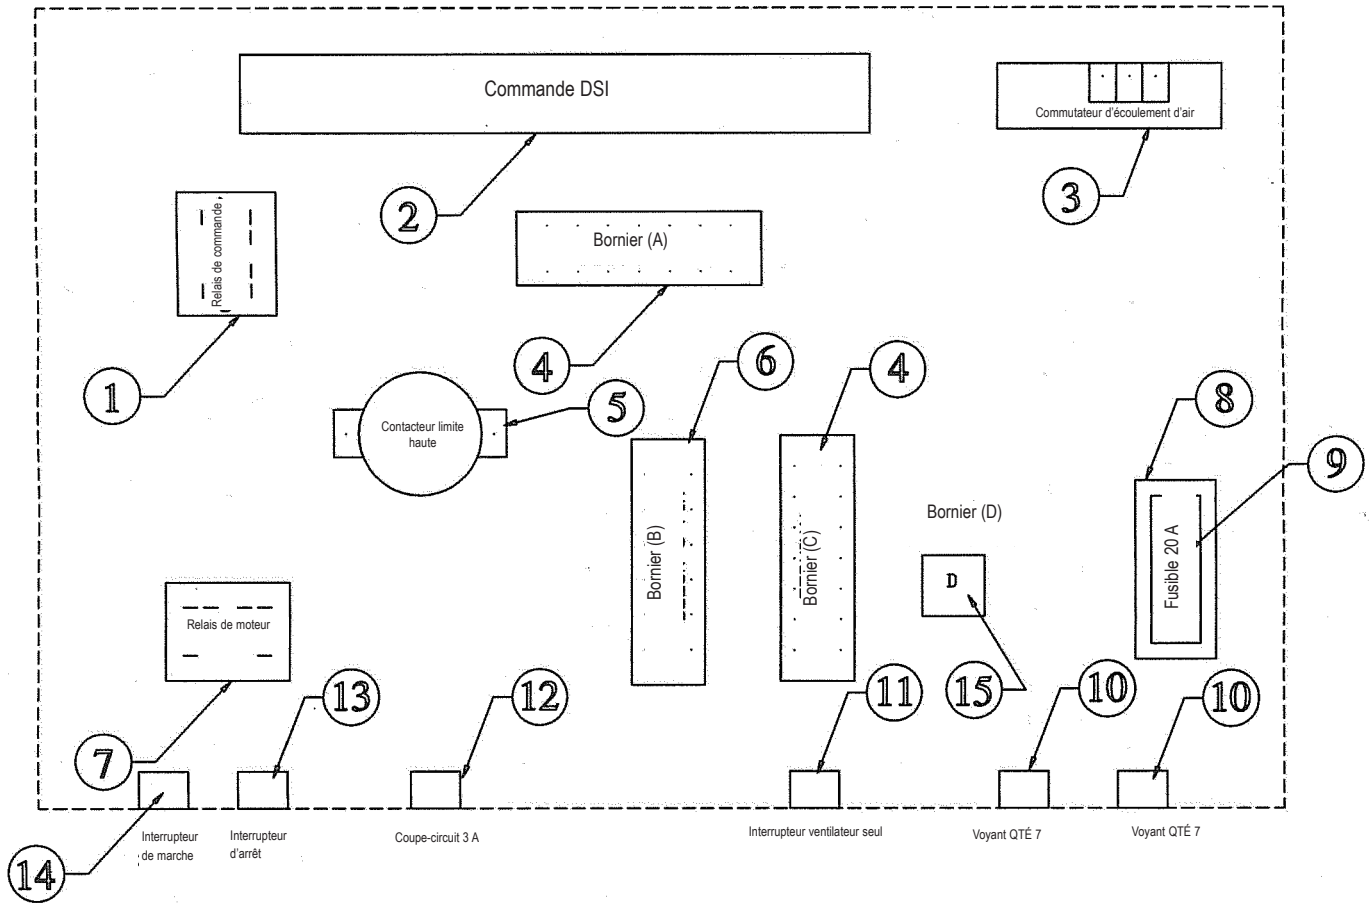 Commande DSI
Commutateur d'écoulement d'air
2
3
Relais de commande
Bornier (A)
1
4
6
4
5
8
9
Contacteur limite
haute
Bornier (B)
Bornier (C)
Bornier (D)
D
Fusible 20 A
Relais de moteur
7
13
12
11
15
10
10
14
Interrupteur
de marche
Interrupteur
d'arrêt
Coupe-circuit 3 A
Interrupteur ventilateur seul
Voyant QTÉ 7
Voyant QTÉ 7